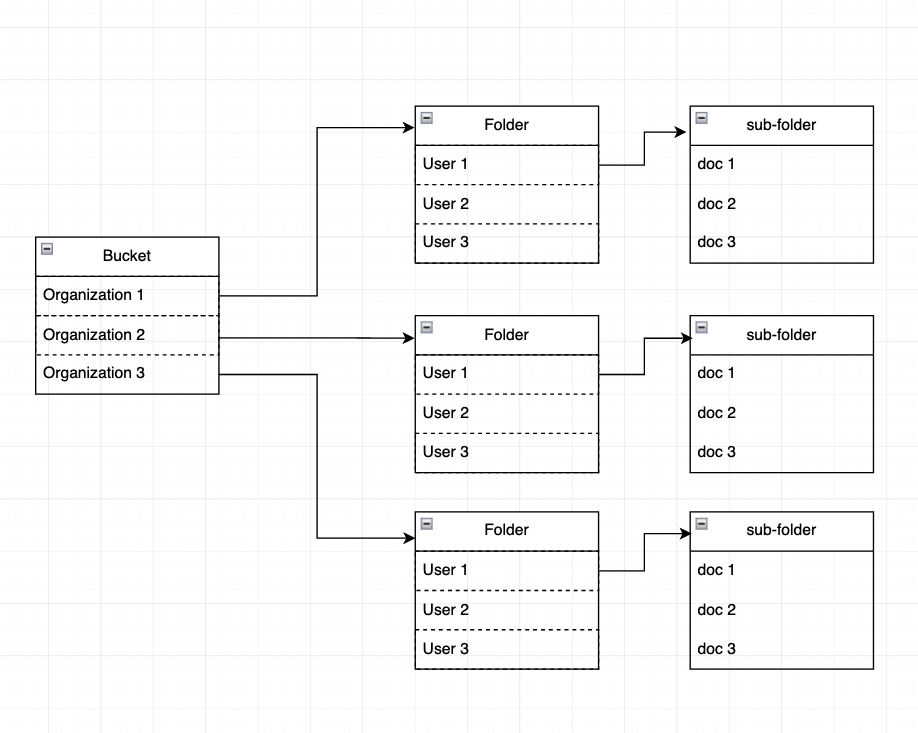 Bucket
Organization 1
Organization 2
Organization 3
Folder
User 1
User 2
User 3
sub-folder
doc 1
doc 2
doc 3
Folder
User 1
User 2
User 3
sub-folder
doc 1
doc 2
doc 3
Folder
User 1
User 2
User 3
sub-folder
doc 1
doc 2
doc 3